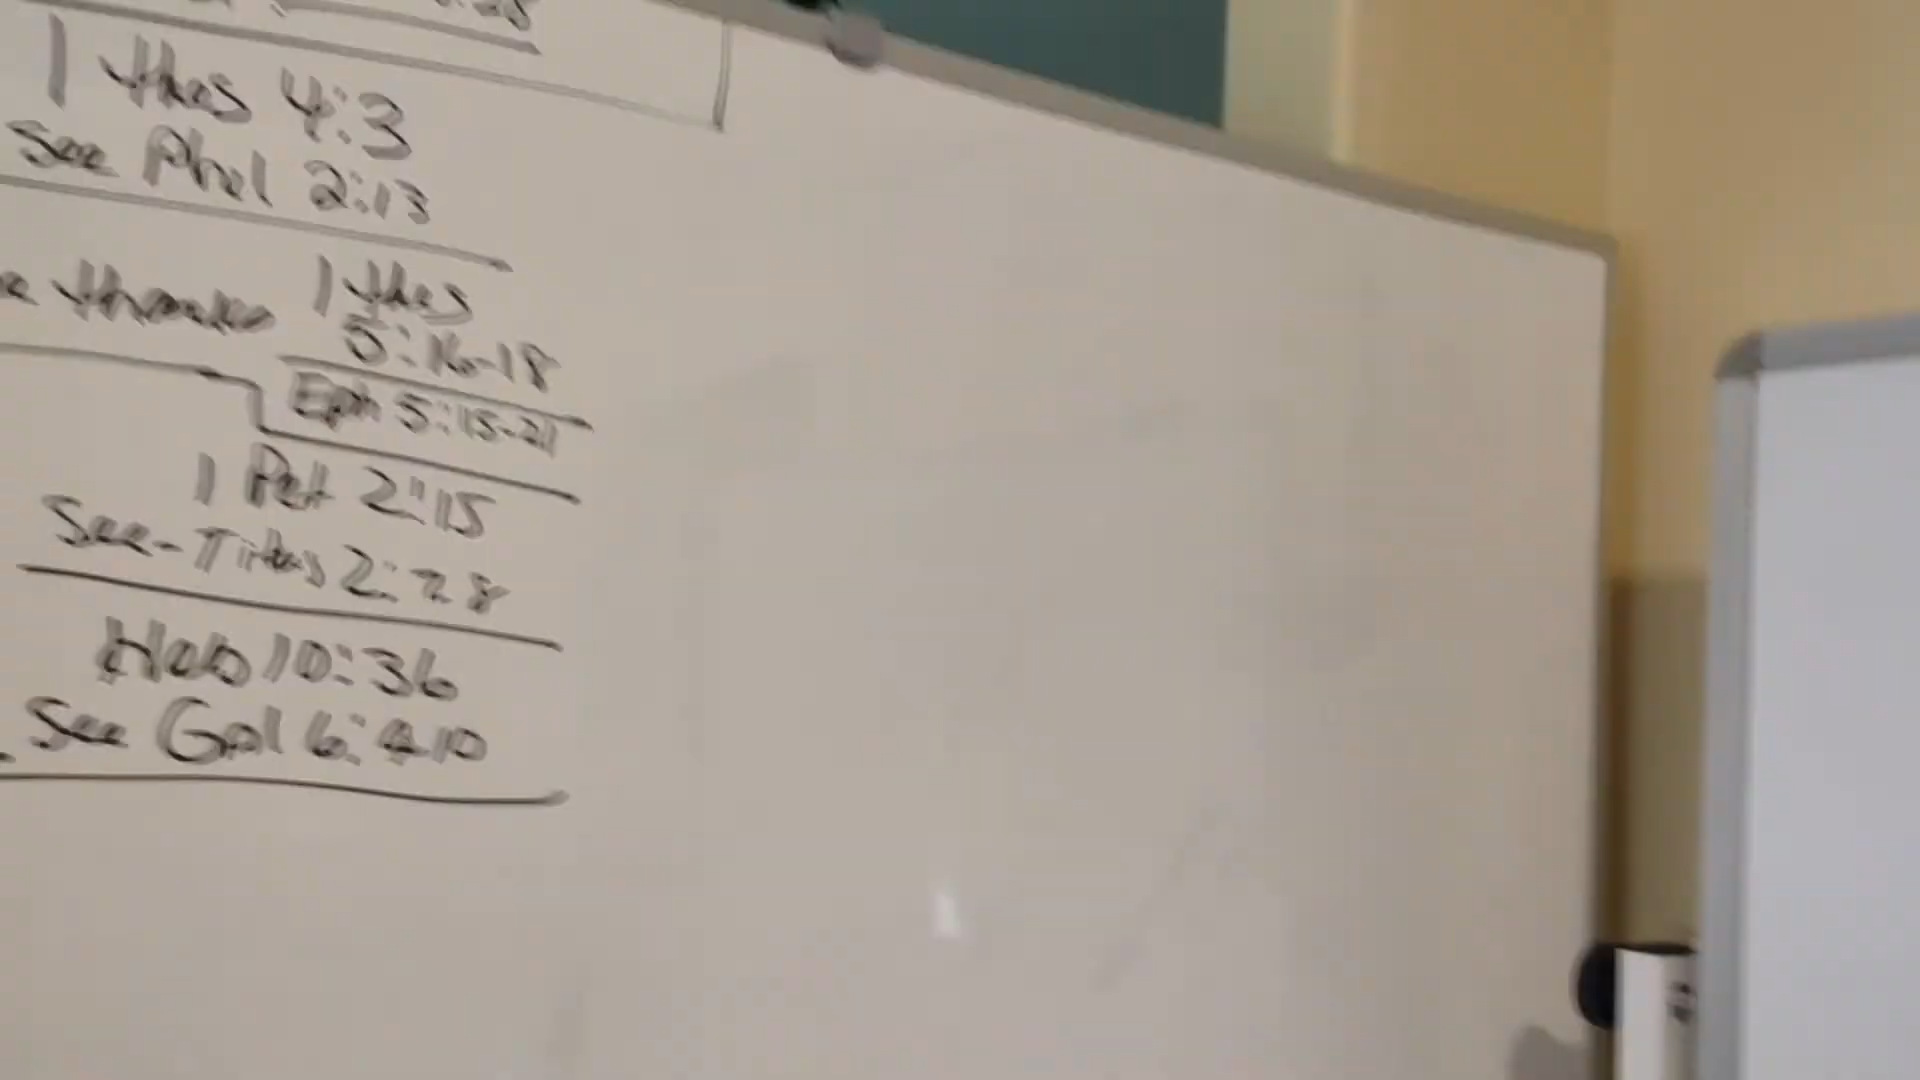 1 thes 4:3
See Phil 2:13
thanks 1 thes
5:16-18
Eph 5:15-21
1 Pet 2:15
See-Titus 2:7-8
Heb 10:36
See Gal 6: